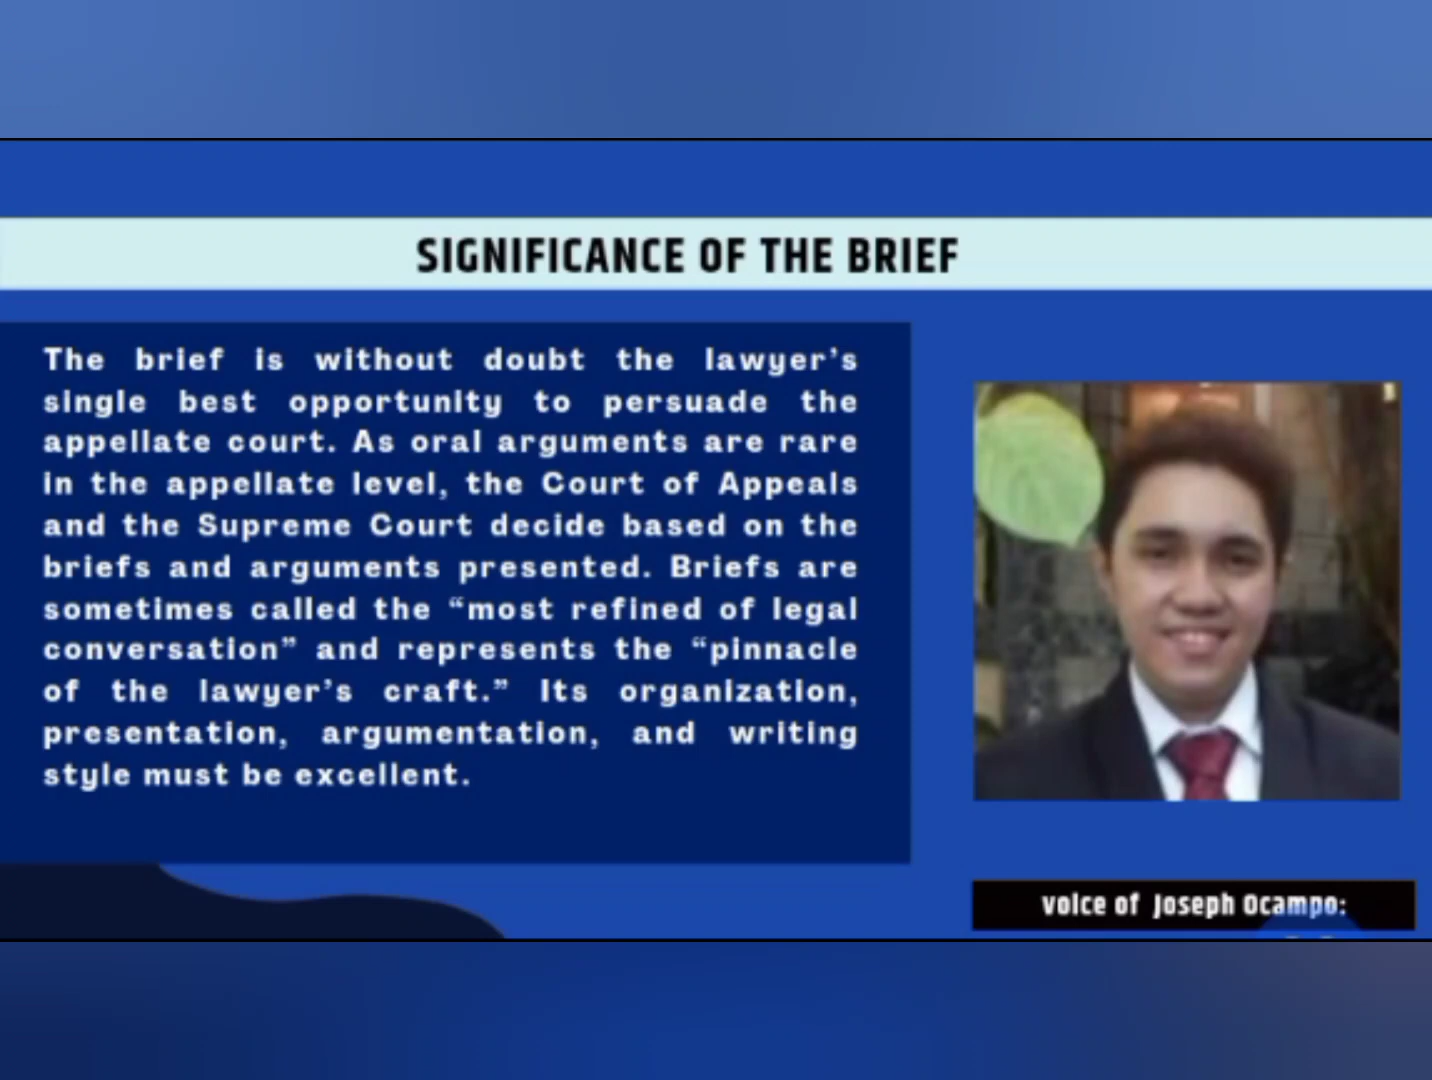 SIGNIFICANCE OF THE BRIEF
The brief is without doubt the lawyer’s
single best opportunity to persuade the
appellate court. As oral arguments are rare
in the appellate level, the Court of Appeals
and the Supreme Court decide based on the
briefs and arguments presented. Briefs are
sometimes called the “most refined of legal
conversation” and represents the “pinnacle
of the lawyer’s craft.” Its organization,
presentation, argumentation, and writing
style must be excellent.
voice of Joseph Ocampo: